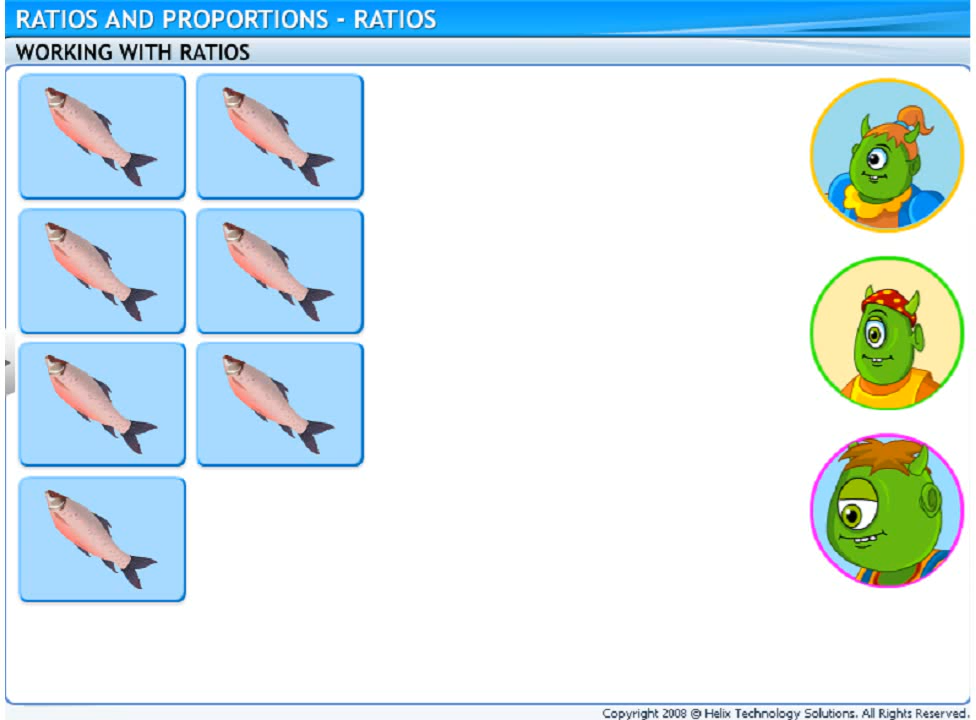 RATIOS AND PROPORTIONS - RATIOS
WORKING WITH RATIOS
Copyright 2008 @ Helix Technology Solutions. All Rights Reserved.